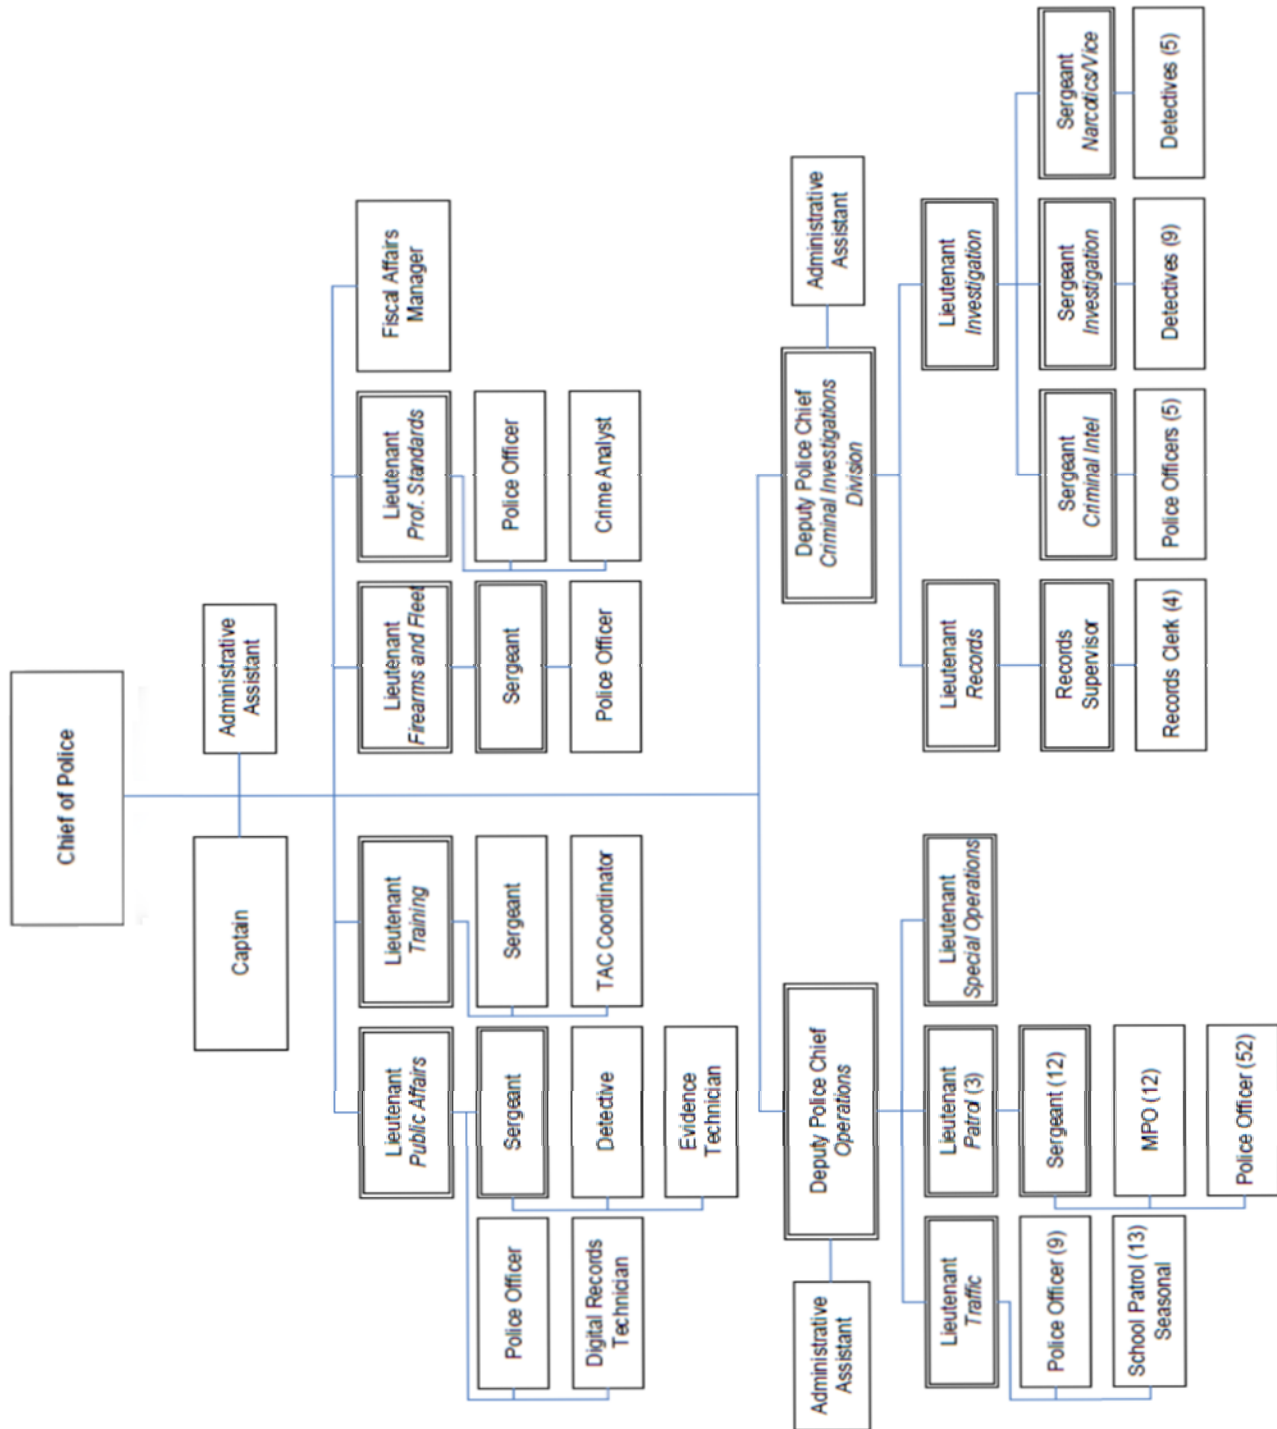 Chief of Police
Captain
Administrative
Assistant
Lieutenant
Public Affairs
Police Officer
Digital Records
Technician
Sergeant
Detective
Evidence
Technician
Lieutenant
Training
Sergeant
TAC Coordinator
Lieutenant
Firearms and Fleet
Sergeant
Police Officer
Lieutenant
Prof. Standards
Police Officer
Crime Analyst
Fiscal Affairs
Manager
Administrative
Assistant
Deputy Police Chief
Operations
Lieutenant
Traffic
Police Officer (9)
School Patrol (13)
Seasonal
Lieutenant
Patrol (3)
Sergeant (12)
MPO (12)
Police Officer (52)
Lieutenant
Special Operations
Deputy Police Chief
Criminal Investigations
Division
Administrative
Assistant
Lieutenant
Records
Records
Supervisor
Records Clerk (4)
Lieutenant
Investigation
Sergeant
Criminal Intel
Police Officers (5)
Sergeant
Investigation
Detectives (9)
Sergeant
Narcotics/Vice
Detectives (5)